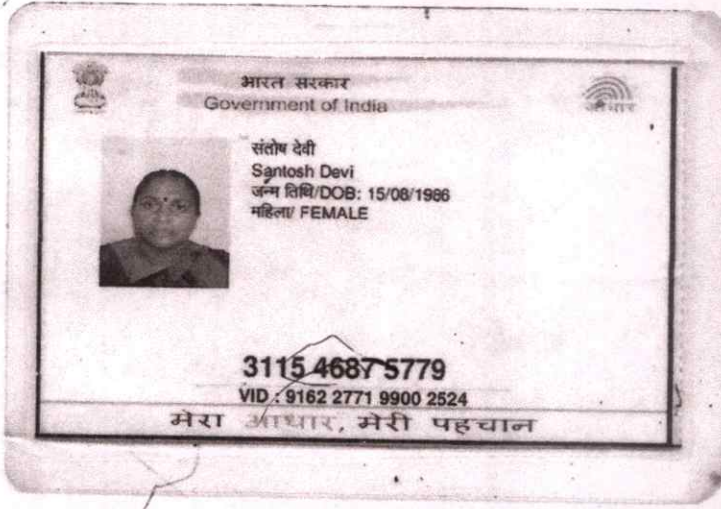 भारत सरकार
Government of India
आधार
संतोष देवी
Santosh Devi
जन्म तिथि/DOB: 15/08/1986
महिला/ FEMALE
3115 4687 5779
VID : 9162 2771 9900 2524
मेरा आधार, मेरी पहचान